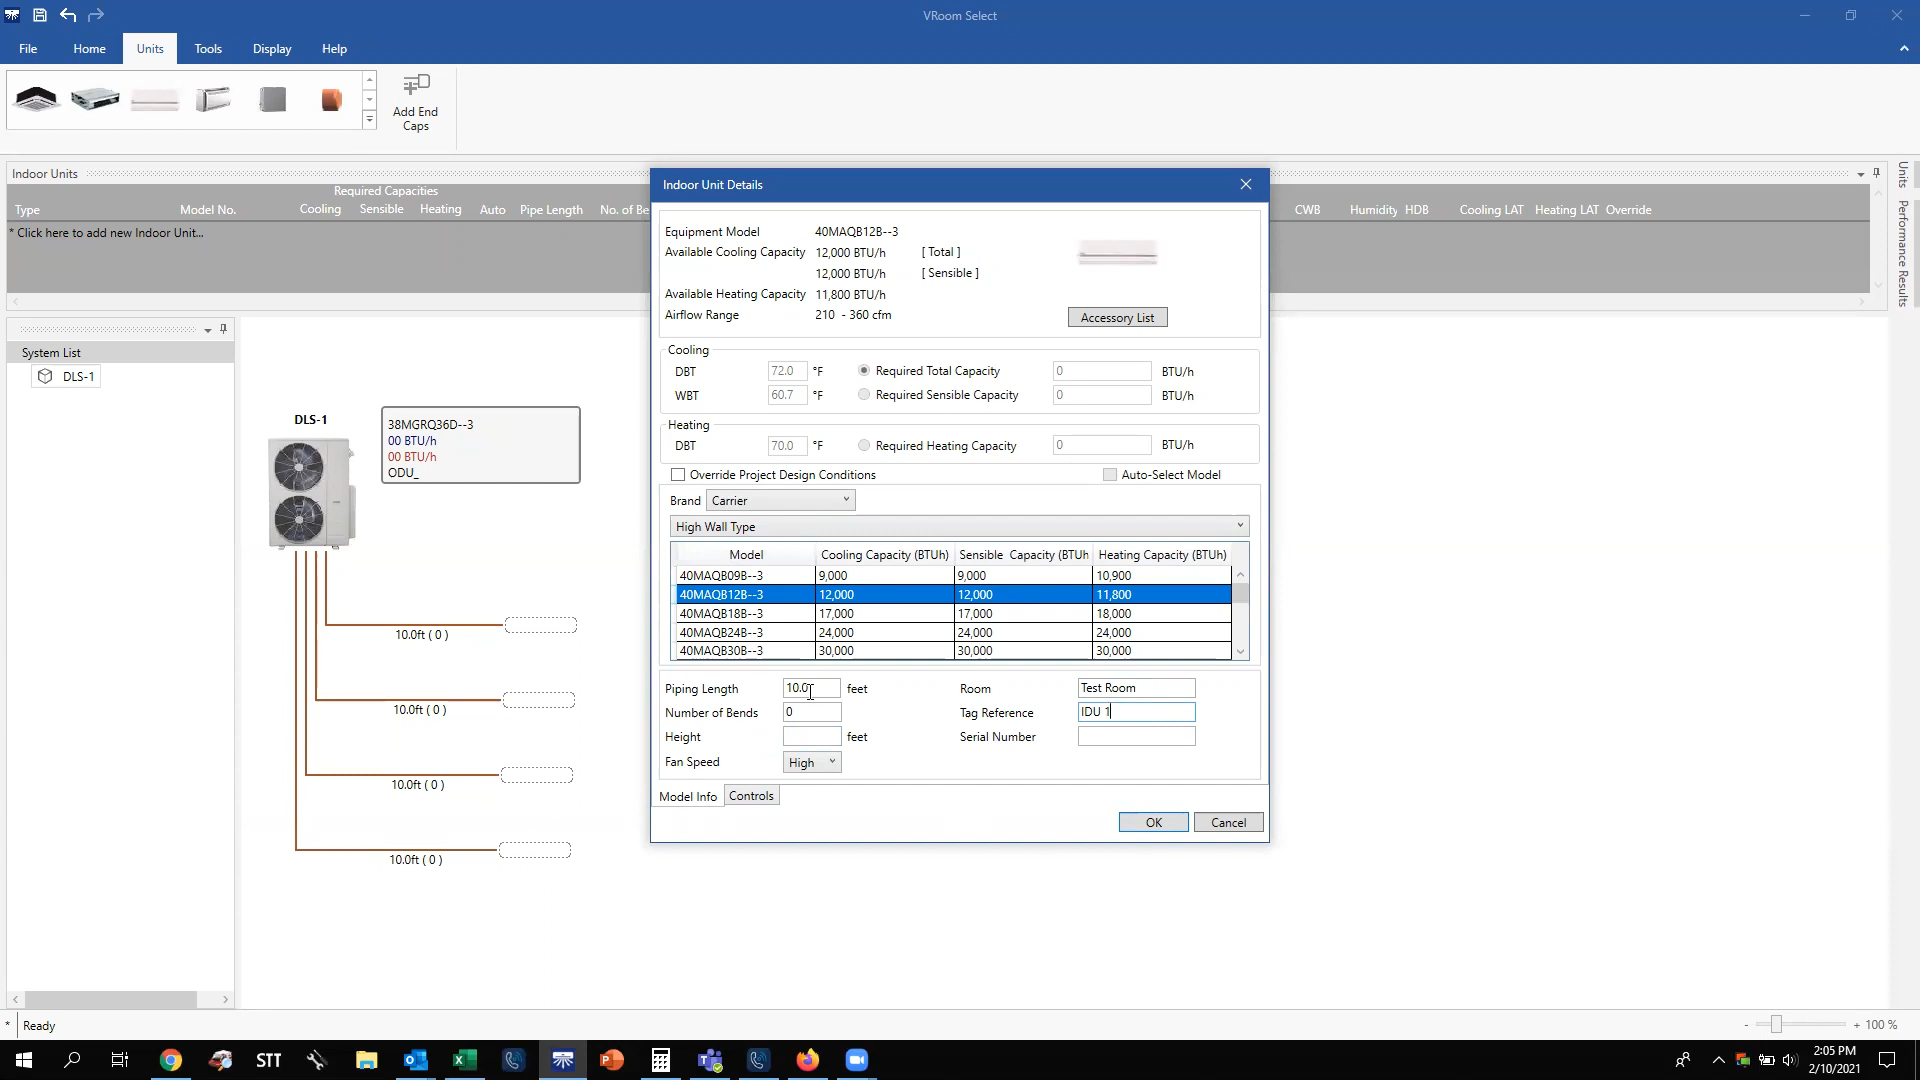 VRoom Select
File Home Units Tools Display Help
Add End
Caps
Indoor Units
Required Capacities
Type Model No. Cooling Sensible Heating Auto Pipe Length No. of Be CWB Humidity HDB Cooling LAT Heating LAT Override
* Click here to add new Indoor Unit...
Units
Performance Results
System List
DLS-1
DLS-1
38MGRQ36D--3
00 BTU/h
00 BTU/h
ODU_
10.0ft ( 0 )
10.0ft ( 0 )
10.0ft ( 0 )
10.0ft ( 0 )
Indoor Unit Details
Equipment Model 40MAQB12B--3
Available Cooling Capacity 12,000 BTU/h [ Total ]
12,000 BTU/h [ Sensible ]
Available Heating Capacity 11,800 BTU/h
Airflow Range 210 - 360 cfm
Accessory List
Cooling
DBT 72.0 °F Required Total Capacity 0 BTU/h
WBT 60.7 °F Required Sensible Capacity 0 BTU/h
Heating
DBT 70.0 °F Required Heating Capacity 0 BTU/h
Override Project Design Conditions Auto-Select Model
Brand Carrier
High Wall Type
Model Cooling Capacity (BTUh) Sensible Capacity (BTUh Heating Capacity (BTUh)
40MAQB09B--3 9,000 9,000 10,900
40MAQB12B--3 12,000 12,000 11,800
40MAQB18B--3 17,000 17,000 18,000
40MAQB24B--3 24,000 24,000 24,000
40MAQB30B--3 30,000 30,000 30,000
Piping Length 10.0 feet Room Test Room
Number of Bends 0 Tag Reference IDU 1
Height feet Serial Number
Fan Speed High
Model Info Controls
OK Cancel
* Ready
- + 100 %
STT
2:05 PM
2/10/2021